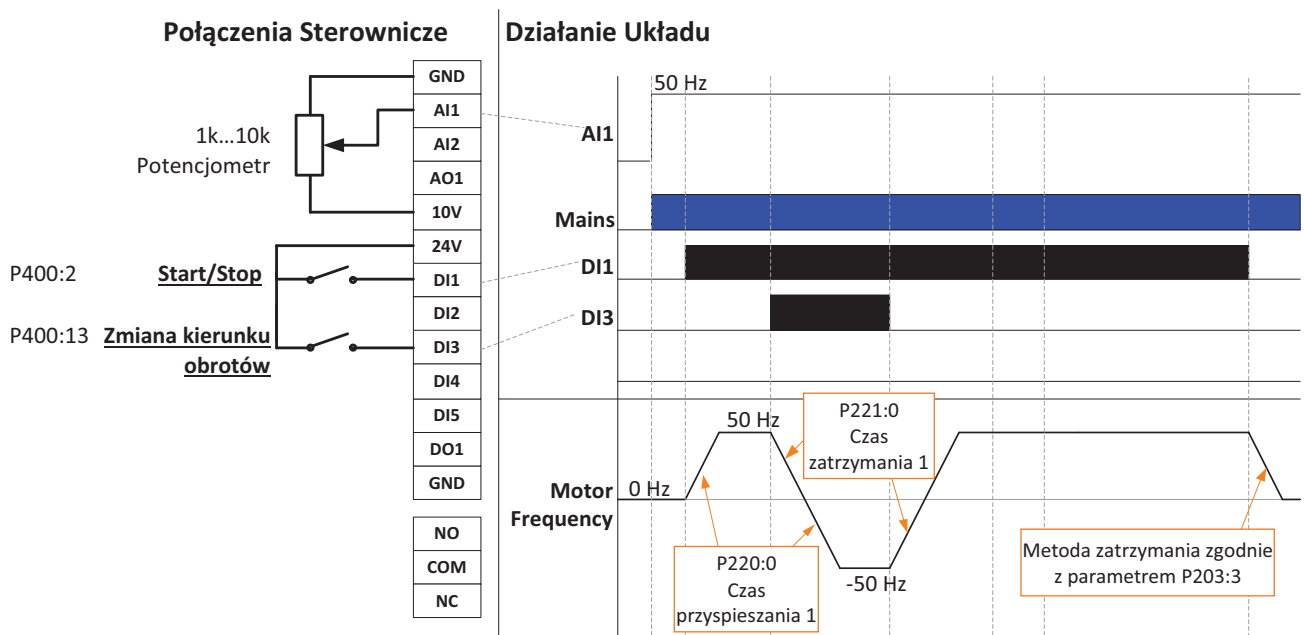 Połączenia Sterownicze
Działanie Układu
GND
AI1
AI2
AO1
10V
24V
DI1
DI2
DI3
DI4
DI5
DO1
GND
NO
COM
NC
1k...10k
Potencjometr
P400:2
Start/Stop
P400:13
Zmiana kierunku
obrotów
50 Hz
AI1
Mains
DI1
DI3
50 Hz
0 Hz
-50 Hz
Motor
Frequency
P221:0
Czas
zatrzymania 1
P220:0
Czas
przyspieszania 1
Metoda zatrzymania zgodnie
z parametrem P203:3